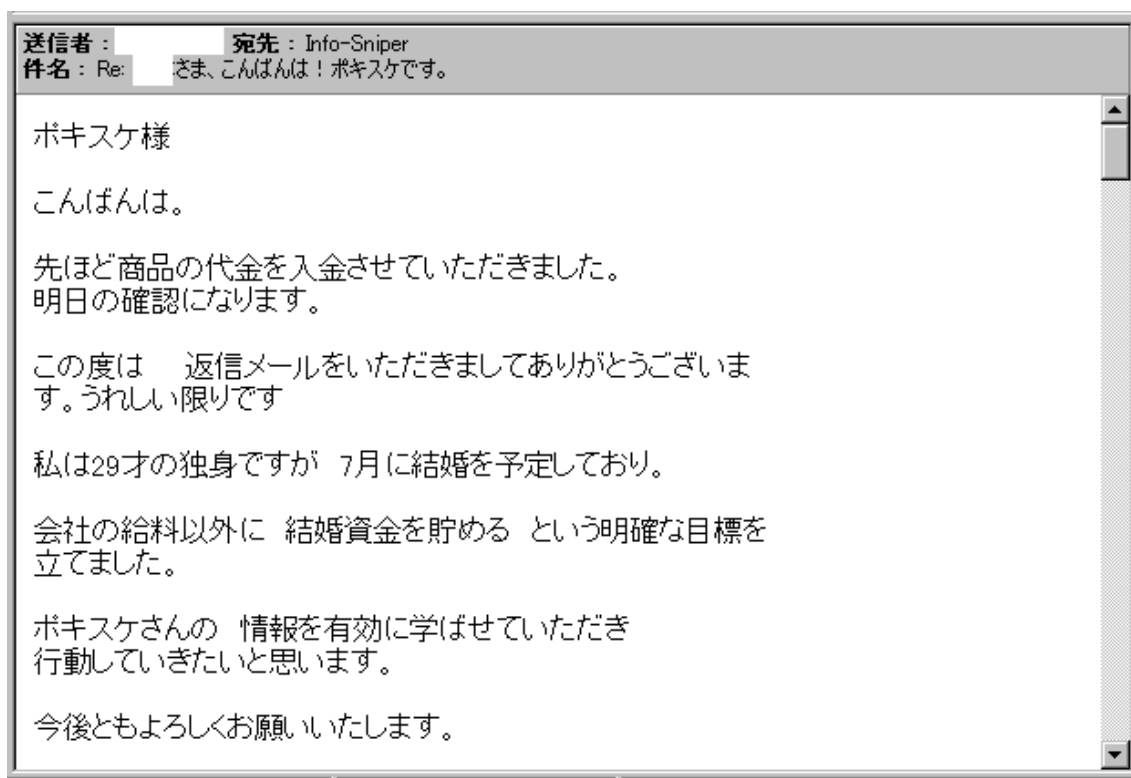 送信者： 宛先： Info-Sniper
件名： Re: さま、こんばんは！ポキスケです。
ポキスケ様
こんばんは。
先ほど商品の代金を入金させていただきました。
明日の確認になります。
この度は　返信メールをいただきましてありがとうございま
す。うれしい限りです
私は29才の独身ですが　7月に結婚を予定しており。
会社の給料以外に　結婚資金を貯める　という明確な目標を
立てました。
ポキスケさんの　情報を有効に学ばせていただき
行動していきたいと思います。
今後ともよろしくお願いいたします。